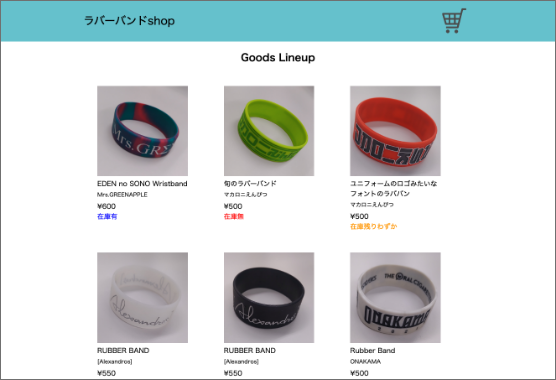 ラバーバンドshop
Goods Lineup
Mrs.GRE
EDEN no SONO Wristband
Mrs.GREENAPPLE
¥600
在庫有
旬のラバーバンド
マカロニえんぴつ
¥500
在庫無
ユニフォームのロゴみたいな
フォントのラババン
マカロニえんぴつ
¥500
在庫残りわずか
Alexandros
RUBBER BAND
[Alexandros]
¥550
Alexandros
RUBBER BAND
[Alexandros]
¥550
ONAKAMA
Rubber Band
ONAKAMA
¥500